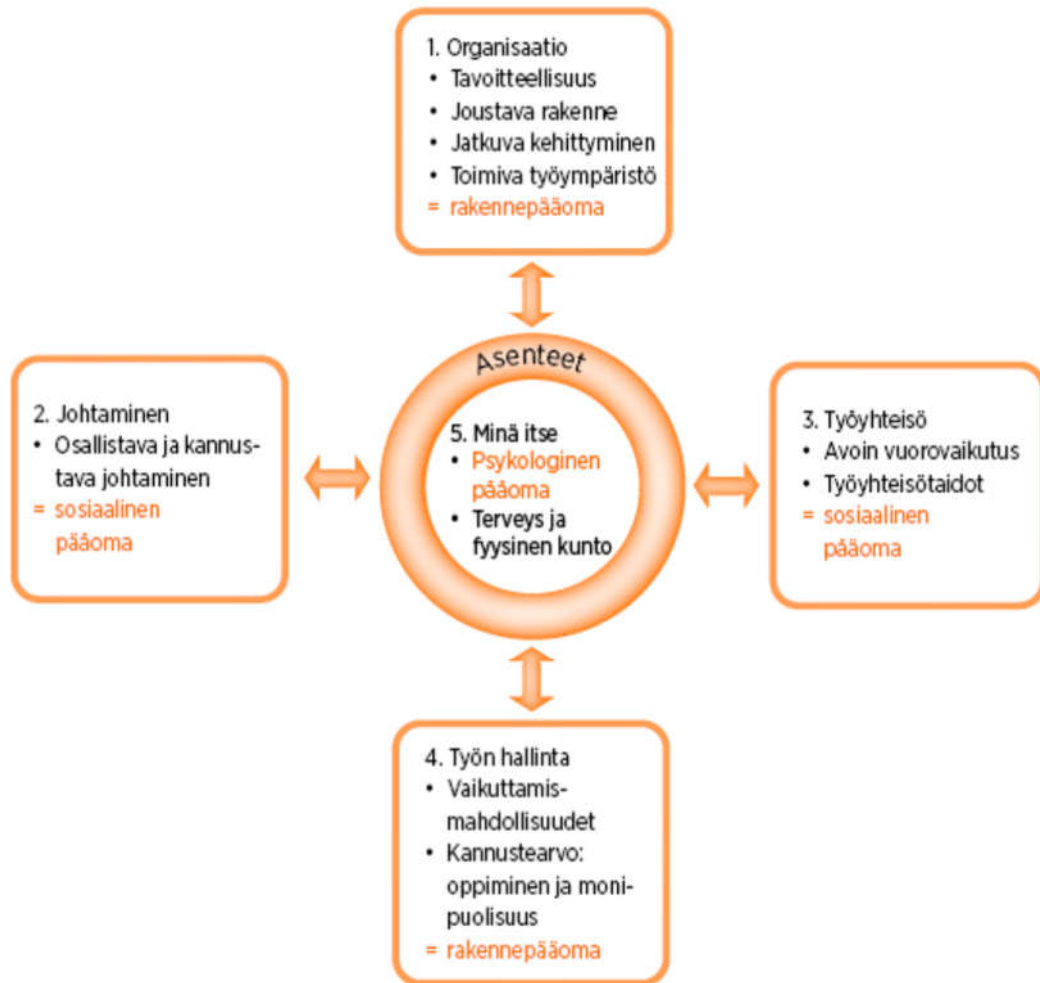 1. Organisaatio
• Tavoitteellisuus
• Joustava rakenne
• Jatkuva kehittyminen
• Toimiva työympäristö
= rakennepääoma
Asenteet
2. Johtaminen
• Osallistava ja kannus-
tava johtaminen
= sosiaalinen
pääoma
5. Minä itse
• Psykologinen
pääoma
• Terveys ja
fyysinen kunto
3. Työyhteisö
• Avoin vuorovaikutus
• Työyhteisötaidot
= sosiaalinen
pääoma
4. Työn hallinta
• Vaikuttamis-
mahdollisuudet
• Kannustearvo:
oppiminen ja moni-
puolisuus
= rakennepääoma